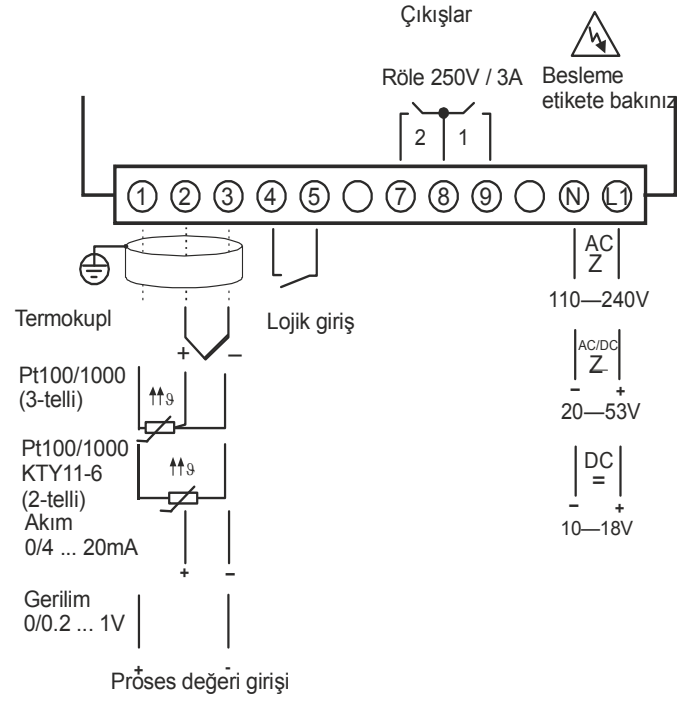 Çıkışlar
Röle 250V / 3A
Besleme
etikete bakınız
2 1
1 2 3 4 5 7 8 9 N L1
AC
110—240V
Termokupl
Lojik giriş
+ –
AC/DC
– +
20—53V
Pt100/1000
(3-telli)
ϑ
Pt100/1000
KTY11-6
(2-telli)
ϑ
DC
=
– +
10—18V
Akım
0/4 ... 20mA
+ –
Gerilim
0/0.2 ... 1V
+ -
Proses değeri girişi